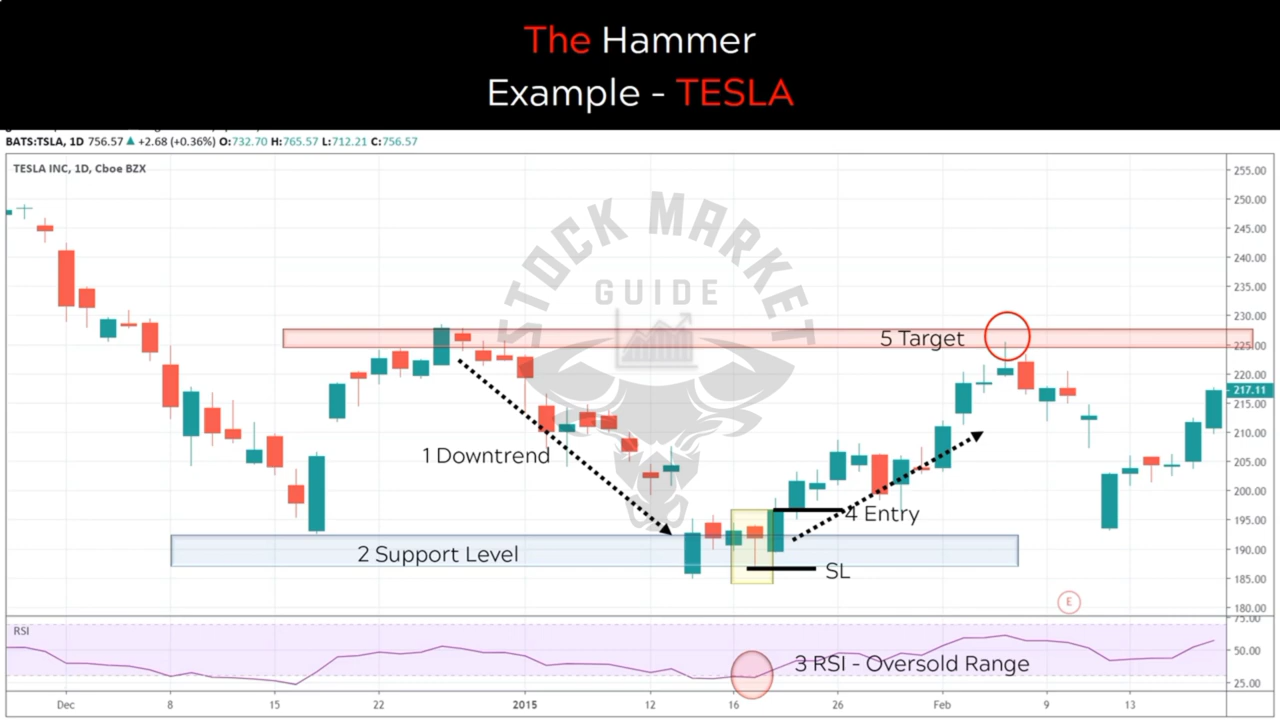 The Hammer
Example - TESLA
BATS:TSLA, 1D 756.57 ▲ +2.68 (+0.36%) O:732.70 H:765.57 L:712.21 C:756.57
TESLA INC, 1D, Cboe BZX
255.00
250.00
245.00
240.00
235.00
230.00
225.00
220.00
217.11
215.00
210.00
205.00
200.00
195.00
190.00
185.00
180.00
STOCK MARKET
GUIDE
5 Target
1 Downtrend
4 Entry
2 Support Level
SL
E
RSI
75.00
50.00
25.00
3 RSI - Oversold Range
Dec 8 15 22 2015 12 16 26 Feb 9 13